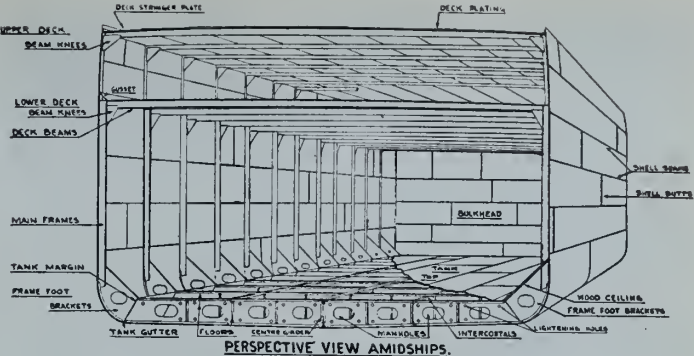 DECK STRINGER PLATE
DECK PLATING
UPPER DECK
BEAM KNEES
GUSSET
LOWER DECK
BEAM KNEES
DECK BEAMS
SHELL SEAMS
SHELL BUTTS
BULKHEAD
MAIN FRAMES
TANK MARGIN
TANK
TOP
FRAME FOOT
BRACKETS
WOOD CEILING
FRAME FOOT BRACKETS
TANK GUTTER
FLOORS
CENTRE GIRDER
MANHOLES
INTERCOSTALS
LIGHTENING HOLES
PERSPECTIVE VIEW AMIDSHIPS.